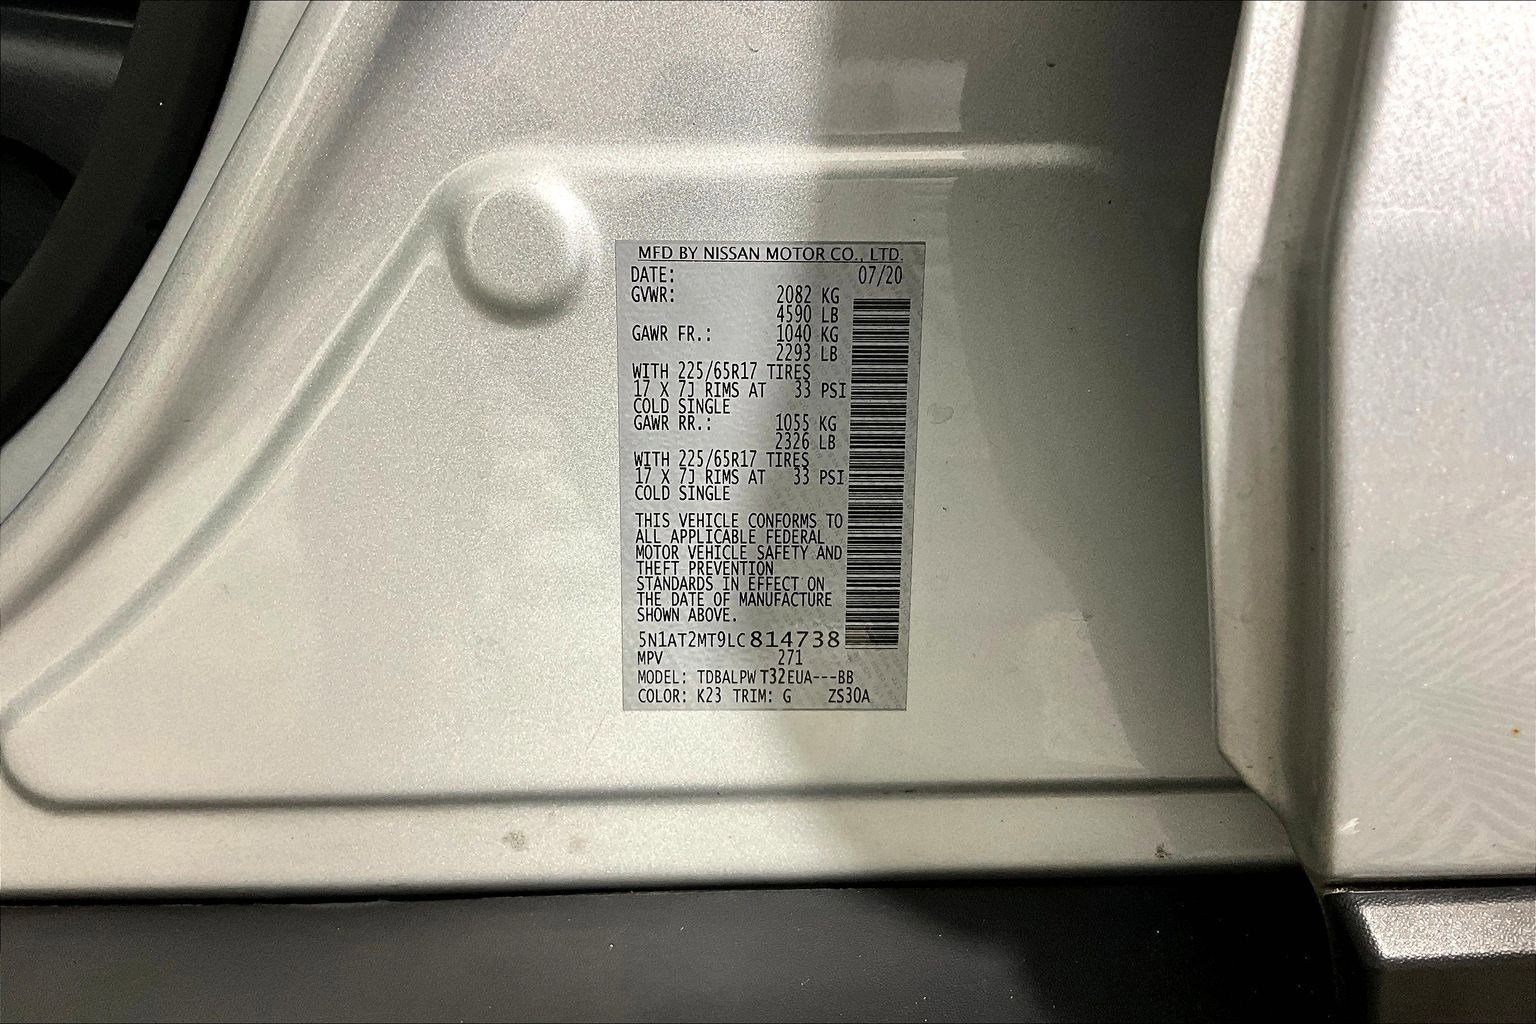 MFD BY NISSAN MOTOR CO., LTD.
DATE: 07/20
GVWR: 2082 KG
4590 LB
GAWR FR.: 1040 KG
2293 LB
WITH 225/65R17 TIRES
17 X 7J RIMS AT 33 PSI
COLD SINGLE
GAWR RR.: 1055 KG
2326 LB
WITH 225/65R17 TIRES
17 X 7J RIMS AT 33 PSI
COLD SINGLE
THIS VEHICLE CONFORMS TO
ALL APPLICABLE FEDERAL
MOTOR VEHICLE SAFETY AND
THEFT PREVENTION
STANDARDS IN EFFECT ON
THE DATE OF MANUFACTURE
SHOWN ABOVE.
5N1AT2MT9LC814738
MPV 271
MODEL: TDBALPW T32EUA---BB
COLOR: K23 TRIM: G ZS30A